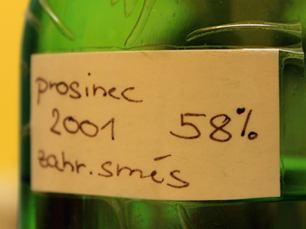 prosinec
2001 58%
zahr. směs